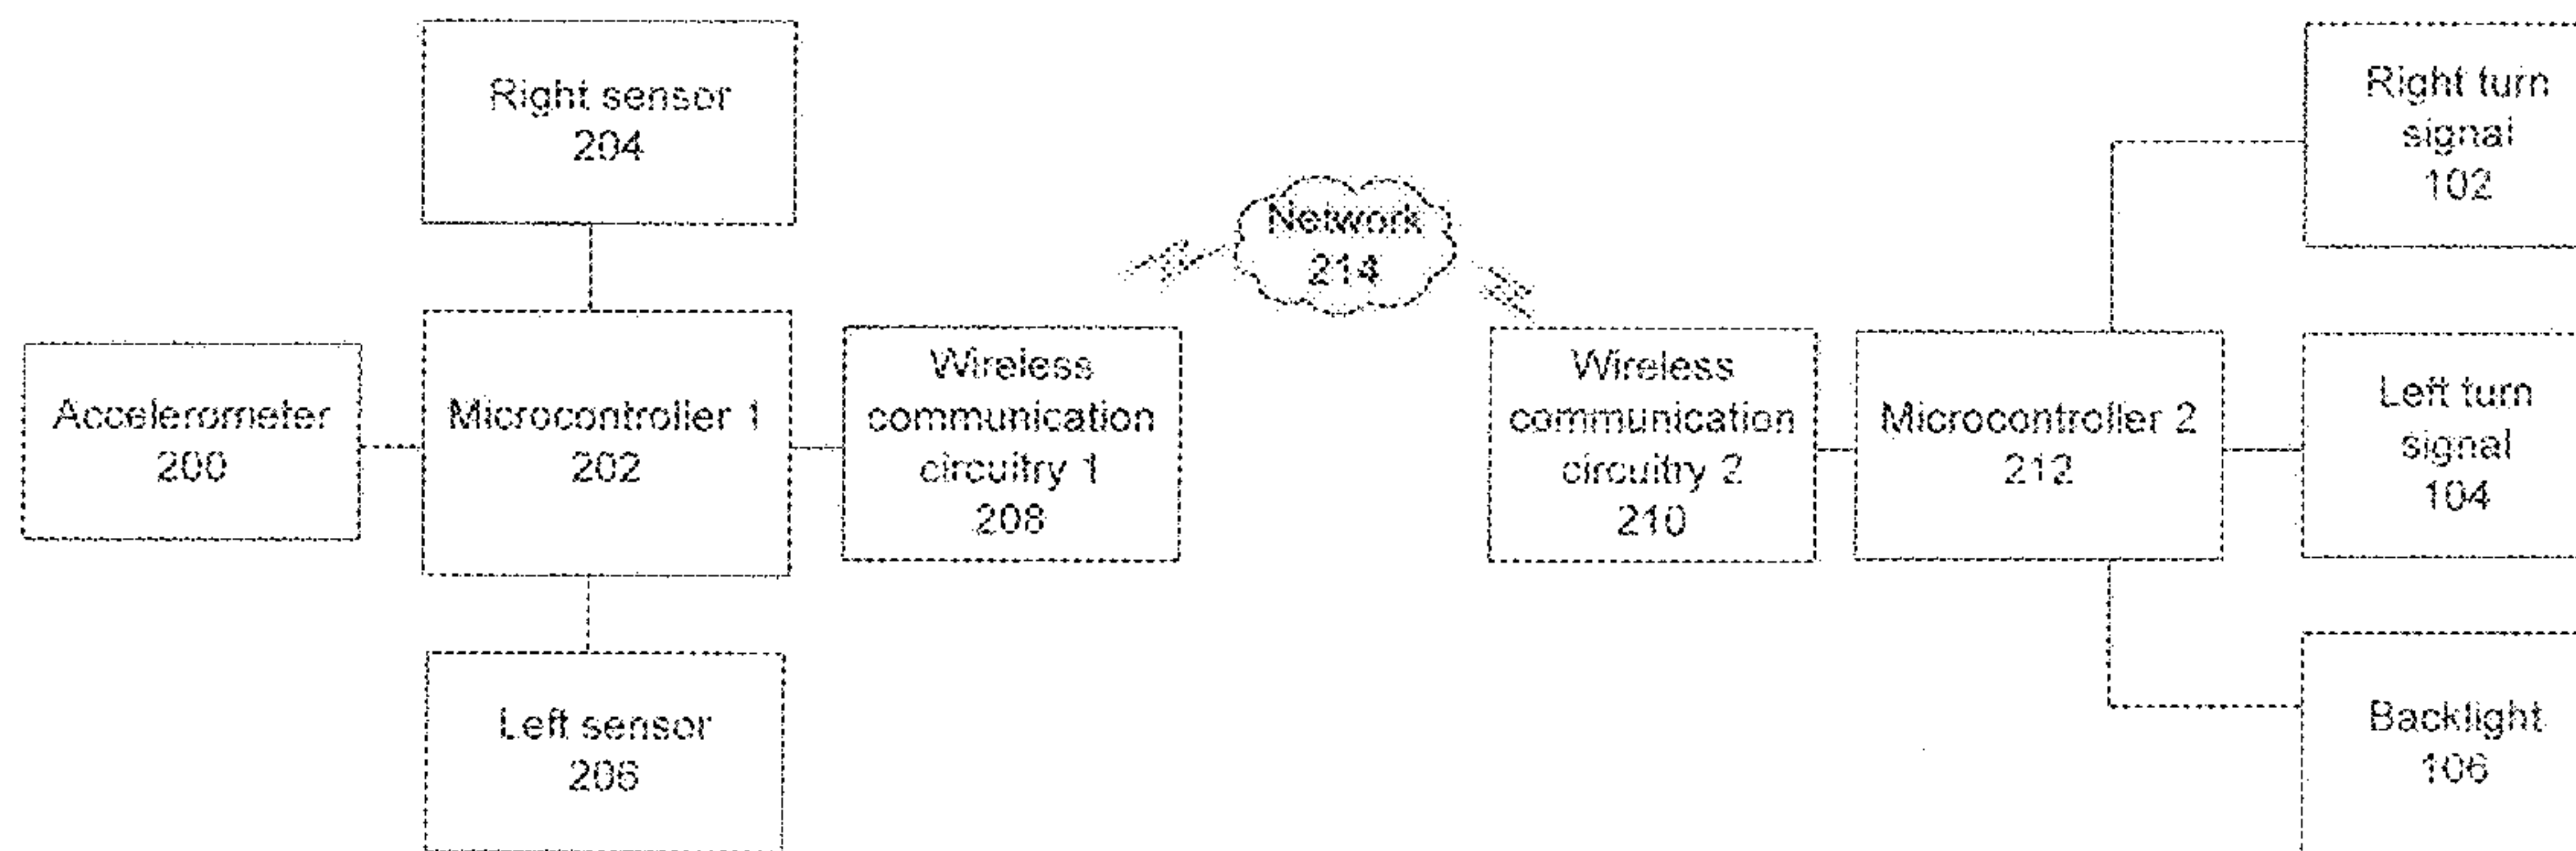 Right sensor
204
Accelerometer
200
Microcontroller 1
202
Wireless
communication
circuitry 1
208
Left sensor
206
Network
214
Wireless
communication
circuitry 2
210
Microcontroller 2
212
Right turn
signal
102
Left turn
signal
104
Backlight
106